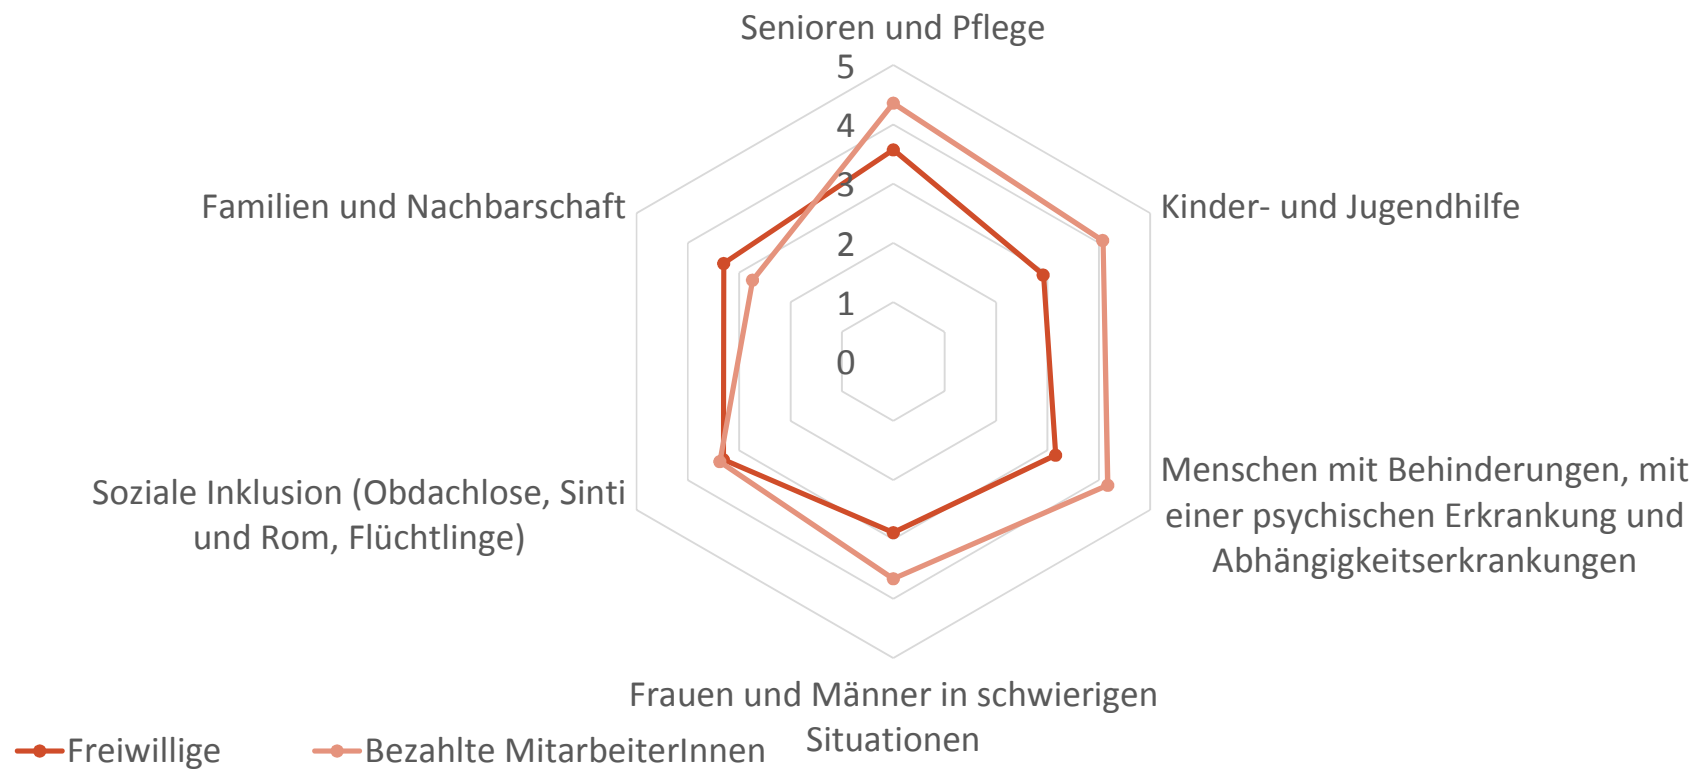 Senioren und Pflege
5
4
3
2
1
0
Familien und Nachbarschaft
Kinder- und Jugendhilfe
Soziale Inklusion (Obdachlose, Sinti
und Rom, Flüchtlinge)
Menschen mit Behinderungen, mit
einer psychischen Erkrankung und
Abhängigkeitserkrankungen
Frauen und Männer in schwierigen
Situationen
Freiwillige
Bezahlte MitarbeiterInnen